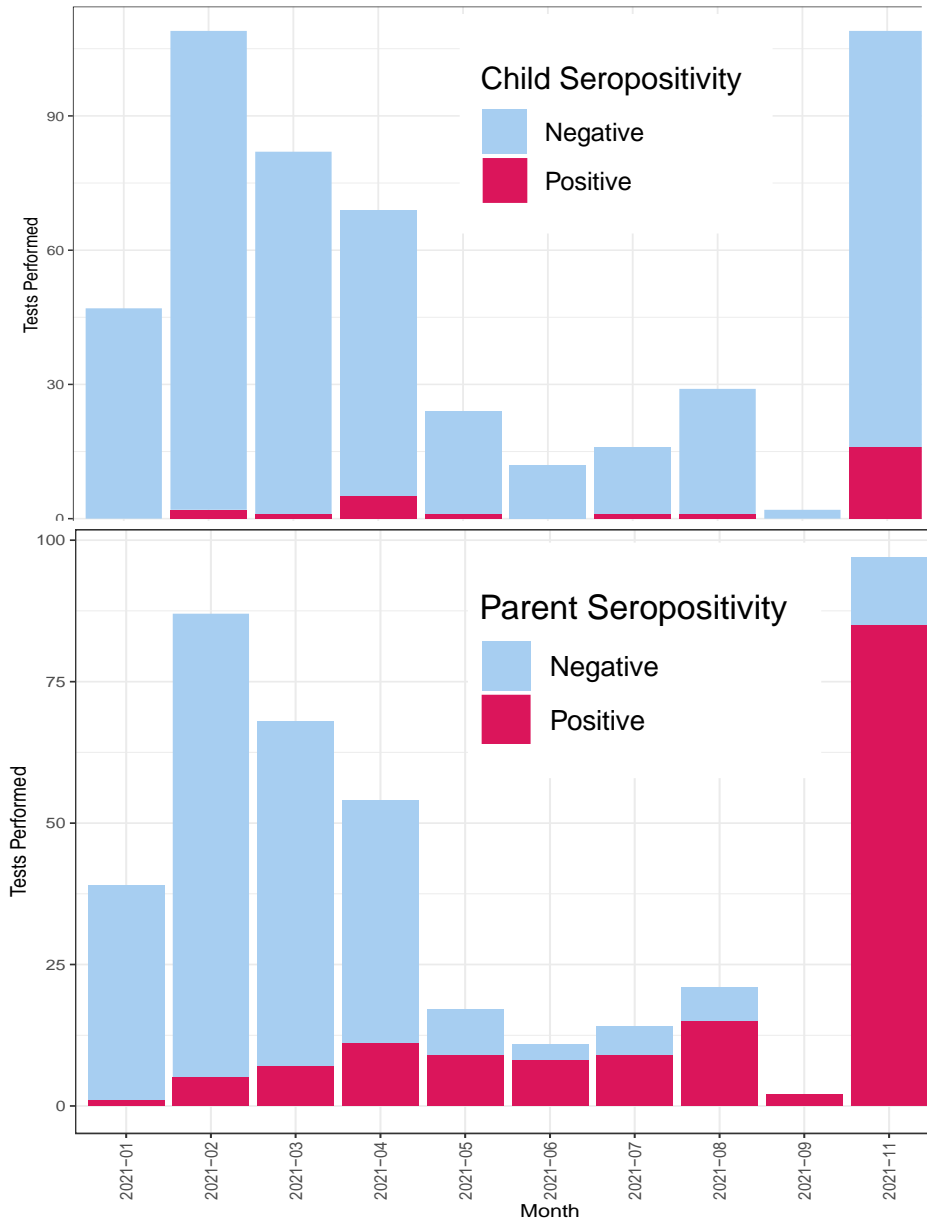 Child Seropositivity
Negative
Positive
Tests Performed
90
60
30
0
Parent Seropositivity
Negative
Positive
Tests Performed
100
75
50
25
0
2021-01
2021-02
2021-03
2021-04
2021-05
2021-06
2021-07
2021-08
2021-09
2021-11
Month